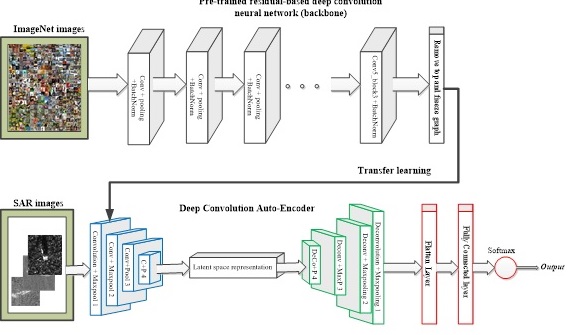 Pre-trained residual-based deep convolution
neural network (backbone)
ImageNet images
Conv + pooling
+BatchNorm
Conv + pooling
+BatchNorm
Conv + pooling
+BatchNorm
Conv5_block3+BatchNorm
Remove top and freeze graph
Transfer learning
SAR images
Deep Convolution Auto-Encoder
Convolution + Maxpool 1
Conv + Maxpool 2
Conv+Pool 3
C+P 4
Latent space representation
DeCo+P 4
Deconv +MaxP 3
Deconv + Maxpooling 2
Deconvolution +Maxpooling 1
Flatten Layer
Fully Connected layer
Softmax
Output